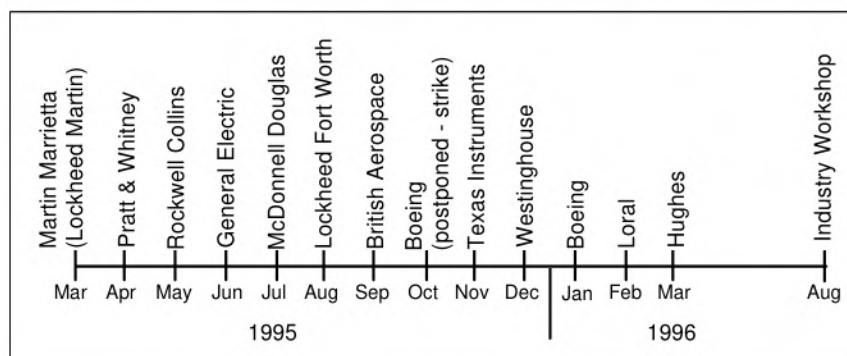 Martin Marrietta
(Lockheed Martin)
Pratt & Whitney
Rockwell Collins
General Electric
McDonnell Douglas
Lockheed Fort Worth
British Aerospace
Boeing
(postponed - strike)
Texas Instruments
Westinghouse
Boeing
Loral
Hughes
Industry Workshop
Mar Apr May Jun Jul Aug Sep Oct Nov Dec Jan Feb Mar Aug
1995 1996